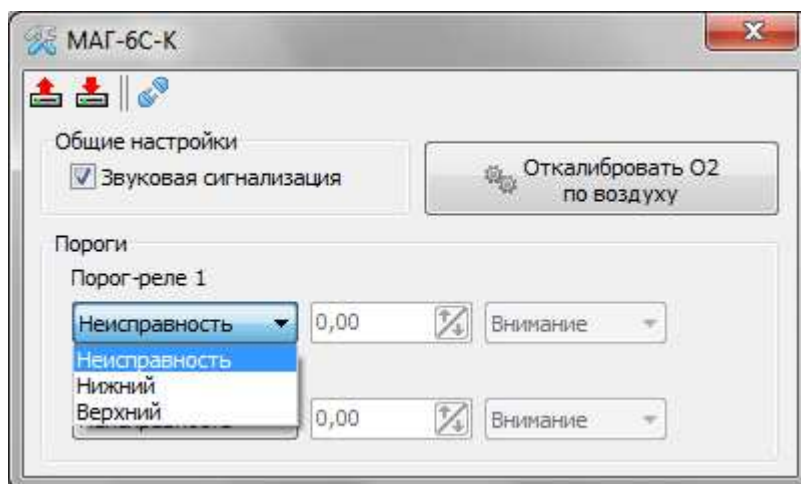 МАГ-6С-К
Общие настройки
Звуковая сигнализация
Откалибровать O2
по воздуху
Пороги
Порог-реле 1
Неисправность 0,00 Внимание
Неисправность
Нижний
Верхний
0,00 Внимание